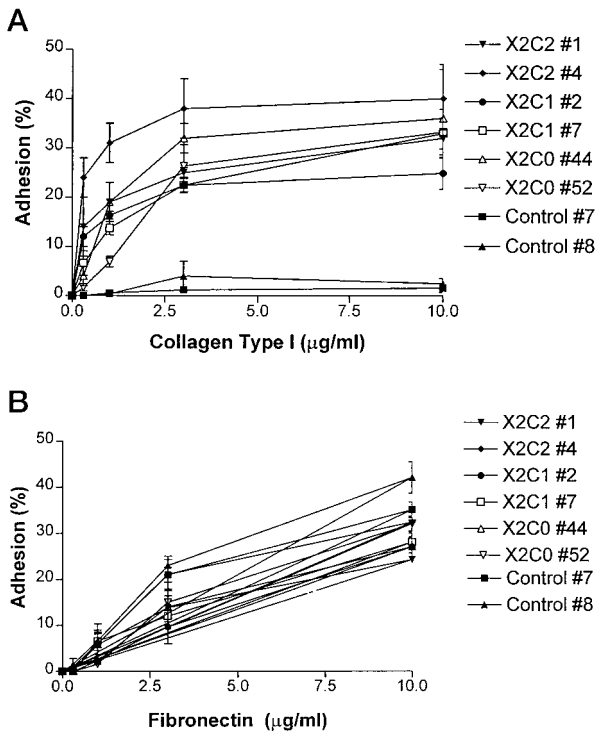 A
50
40
30
20
10
0
Adhesion (%)
0.0 2.5 5.0 7.5 10.0
Collagen Type I (μg/ml)
X2C2 #1
X2C2 #4
X2C1 #2
X2C1 #7
X2C0 #44
X2C0 #52
Control #7
Control #8
B
50
40
30
20
10
0
Adhesion (%)
0.0 2.5 5.0 7.5 10.0
Fibronectin (μg/ml)
X2C2 #1
X2C2 #4
X2C1 #2
X2C1 #7
X2C0 #44
X2C0 #52
Control #7
Control #8